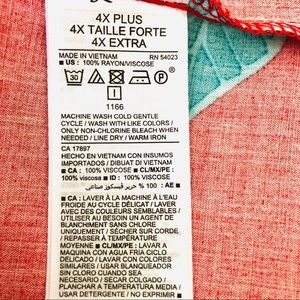 4X PLUS
4X TAILLE FORTE
4X EXTRA
MADE IN VIETNAM RN 54023
■ US : 100% RAYON/VISCOSE
1166
MACHINE WASH COLD GENTLE
CYCLE / WASH WITH LIKE COLORS /
ONLY NON-CHLORINE BLEACH WHEN
NEEDED / LINE DRY / WARM IRON
CA 17897
HECHO EN VIETNAM CON INSUMOS
IMPORTADOS / DIBUAT DI VIETNAM
■ CA : 100% VISCOSE ■ CL/MX/PE :
100% viscosa ■ ID : 100% viscose
■ AE : 100 % حرير فيسكوز صناعي
■ CA : LAVER À LA MACHINE À L'EAU
FROIDE AU CYCLE DÉLICAT / LAVER
AVEC DES COULEURS SEMBLABLES /
UTILISER AU BESOIN UN AGENT DE
BLANCHIMENT SANS CHLORE
UNIQUEMENT / SÉCHER SUR CORDE
/ REPASSER À TEMPÉRATURE
MOYENNE ■ CL/MX/PE : LAVAR A
MAQUINA CON AGUA FRIA CICLO
DELICADO / LAVAR CON COLORES
SIMILARES / USAR BLANQUEADOR
SIN CLORO CUANDO SEA
NECESARIO / SECAR COLGADO /
PLANCHAR A TEMPERATURA MEDIA /
USAR DETERGENTE / NO EXPRIMIR ■